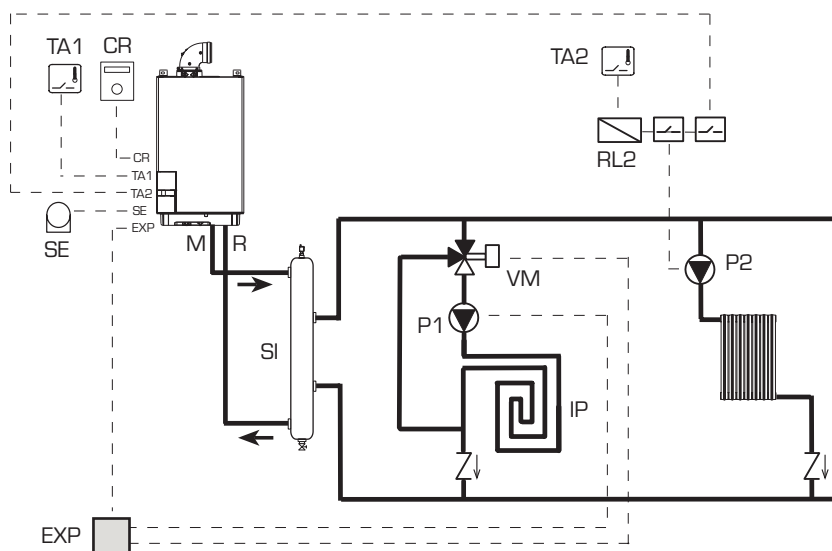 TA1 CR
TA2
RL2
CR
TA1
TA2
SE
EXP
SE
M R
VM
P2
P1
SI
IP
EXP